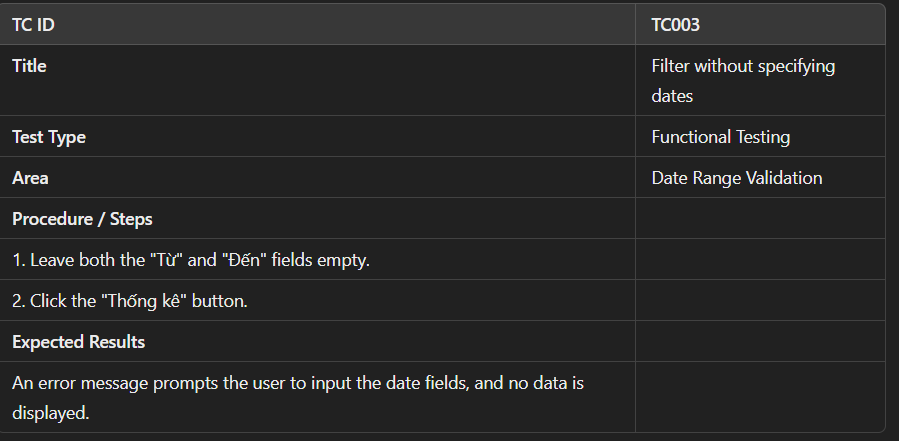 TC ID TC003
Title Filter without specifying
dates
Test Type Functional Testing
Area Date Range Validation
Procedure / Steps
1. Leave both the "Từ" and "Đến" fields empty.
2. Click the "Thống kê" button.
Expected Results
An error message prompts the user to input the date fields, and no data is
displayed.